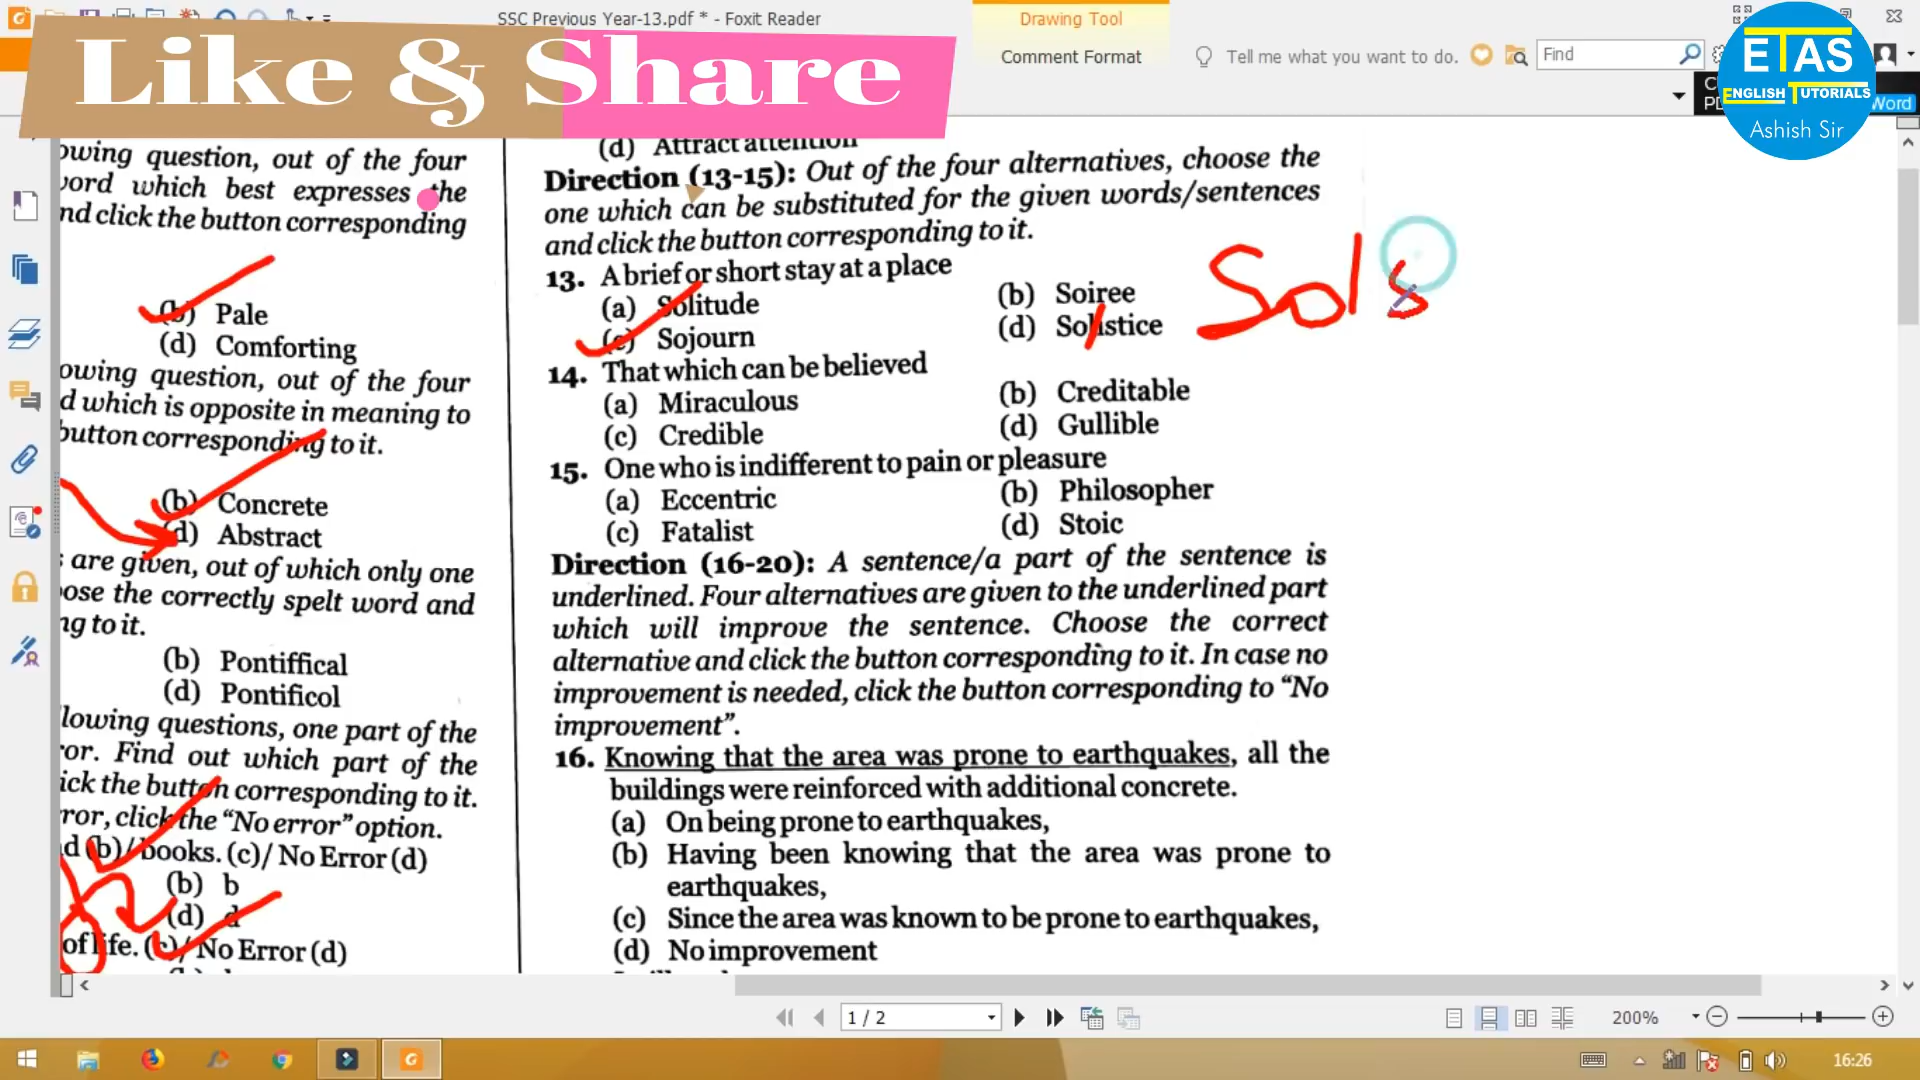 SSC Previous Year-13.pdf * - Foxit Reader
Drawing Tool
Comment Format
Tell me what you want to do.
Find
Like & Share
ETAS
ENGLISH TUTORIALS
Ashish Sir
Word
owing question, out of the four
word which best expresses the
nd click the button corresponding
(b) Pale
(d) Comforting
owing question, out of the four
d which is opposite in meaning to
button corresponding to it.
(b) Concrete
(d) Abstract
are given, out of which only one
ose the correctly spelt word and
ng to it.
(b) Pontiffical
(d) Pontificol
lowing questions, one part of the
ror. Find out which part of the
ick the button corresponding to it.
rror, click the “No error” option.
nd (b)/ books. (c)/ No Error (d)
(b) b
(d) d
of life. (c)/ No Error (d)
(d) Attract attention
Direction (13-15): Out of the four alternatives, choose the
one which can be substituted for the given words/sentences
and click the button corresponding to it.
13. A brief or short stay at a place
(a) Solitude (b) Soiree
(c) Sojourn (d) Solistice
Sols
14. That which can be believed
(a) Miraculous (b) Creditable
(c) Credible (d) Gullible
15. One who is indifferent to pain or pleasure
(a) Eccentric (b) Philosopher
(c) Fatalist (d) Stoic
Direction (16-20): A sentence/a part of the sentence is
underlined. Four alternatives are given to the underlined part
which will improve the sentence. Choose the correct
alternative and click the button corresponding to it. In case no
improvement is needed, click the button corresponding to “No
improvement”.
16. Knowing that the area was prone to earthquakes, all the
buildings were reinforced with additional concrete.
(a) On being prone to earthquakes,
(b) Having been knowing that the area was prone to
earthquakes,
(c) Since the area was known to be prone to earthquakes,
(d) No improvement
1 / 2
200%
16:26